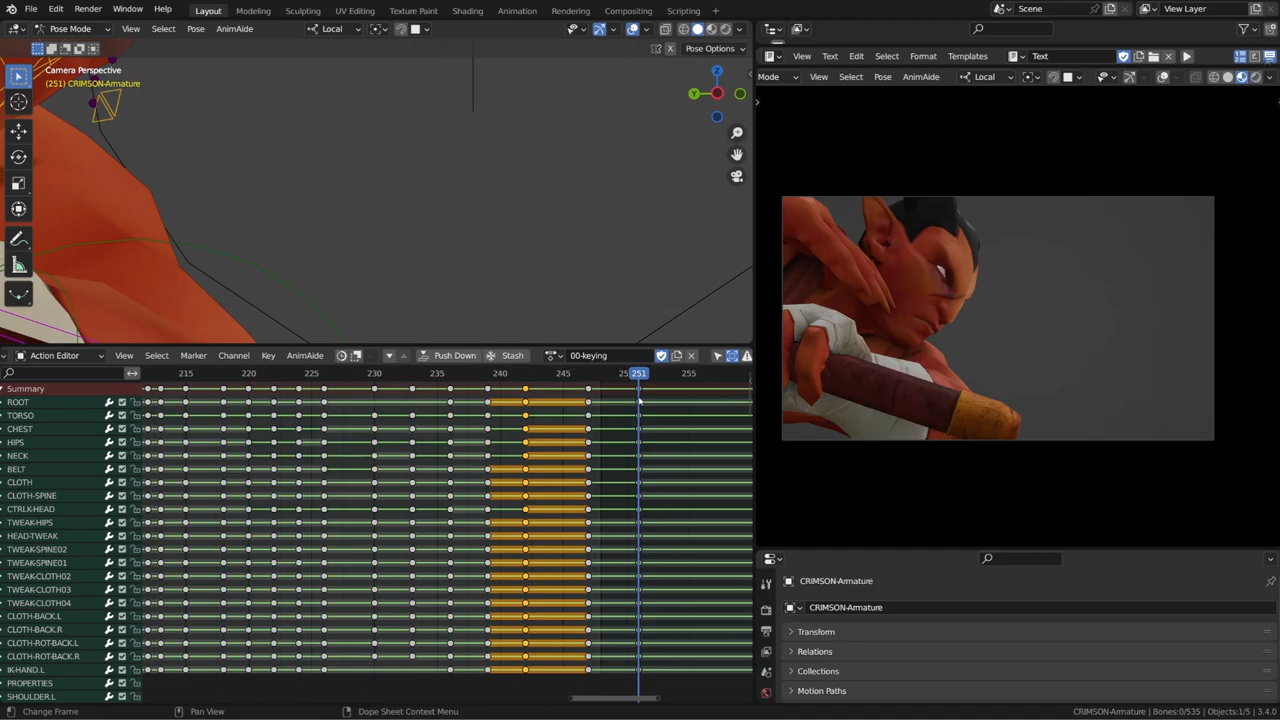 File Edit Render Window Help Layout Modeling Sculpting UV Editing Texture Paint Shading Animation Rendering Compositing Scripting + Scene View Layer
Pose Mode View Select Pose AnimAide Local
Pose Options
X
Camera Perspective
(251) CRIMSON-Armature
Z
Y
View Text Edit Select Format Templates Text
Mode View Select Pose AnimAide Local
Action Editor View Select Marker Channel Key AnimAide Push Down Stash 00-keying
215 220 225 230 235 240 245 251 255
Summary
ROOT
TORSO
CHEST
HIPS
NECK
BELT
CLOTH
CLOTH-SPINE
CTRLK-HEAD
TWEAK-HIPS
HEAD-TWEAK
TWEAK-SPINE02
TWEAK-SPINE01
TWEAK-CLOTH02
TWEAK-CLOTH03
TWEAK-CLOTH04
CLOTH-BACK.L
CLOTH-BACK.R
CLOTH-ROT-BACK.L
CLOTH-ROT-BACK.R
IK-HAND.L
PROPERTIES
SHOULDER.L
CRIMSON-Armature
CRIMSON-Armature
Transform
Relations
Collections
Motion Paths
Change Frame Pan View Dope Sheet Context Menu CRIMSON-Armature | Bones:0/535 | Objects:1/5 | 3.4.0